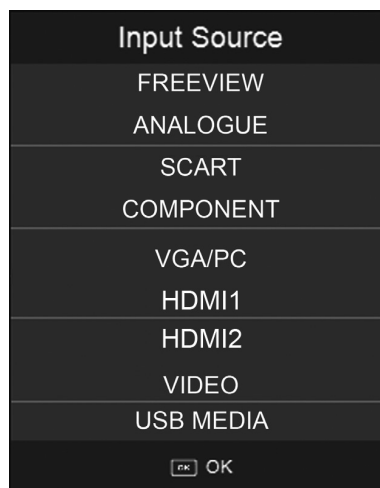 Input Source
FREEVIEW
ANALOGUE
SCART
COMPONENT
VGA/PC
HDMI1
HDMI2
VIDEO
USB MEDIA
OK OK